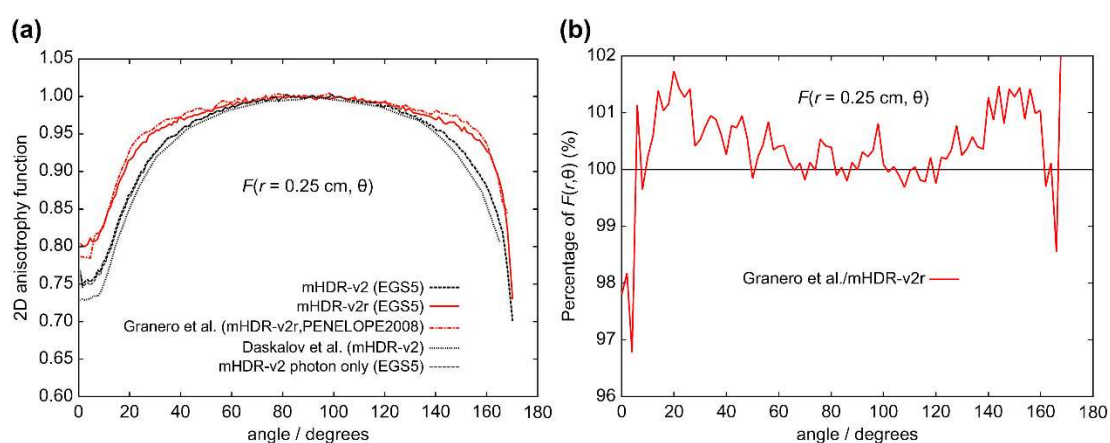 (a)
1.05
1.00
0.95
0.90
0.85
0.80
0.75
0.70
0.65
0.60
2D anisotrophy function
F(r = 0.25 cm, θ)
mHDR-v2 (EGS5)
mHDR-v2r (EGS5)
Granero et al. (mHDR-v2r,PENELOPE2008)
Daskalov et al. (mHDR-v2)
mHDR-v2 photon only (EGS5)
0 20 40 60 80 100 120 140 160 180
angle / degrees
(b)
102
101
100
99
98
97
96
Percentage of F(r,θ) (%)
F(r = 0.25 cm, θ)
Granero et al./mHDR-v2r
0 20 40 60 80 100 120 140 160 180
angle / degrees